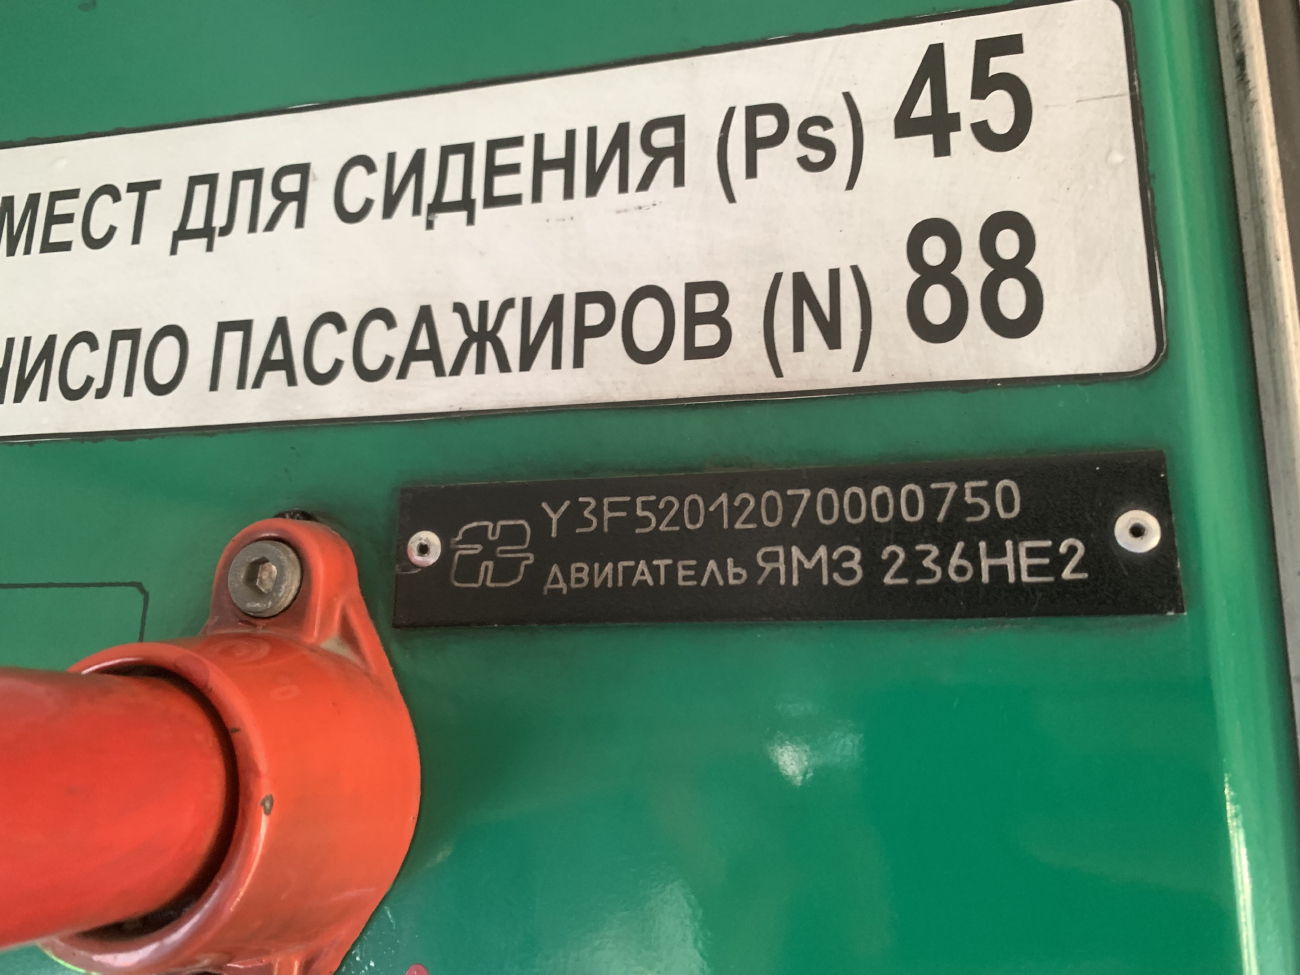 МЕСТ ДЛЯ СИДЕНИЯ (Ps) 45
ЧИСЛО ПАССАЖИРОВ (N) 88
Y3F52012070000750
ДВИГАТЕЛЬ ЯМЗ 236НЕ2